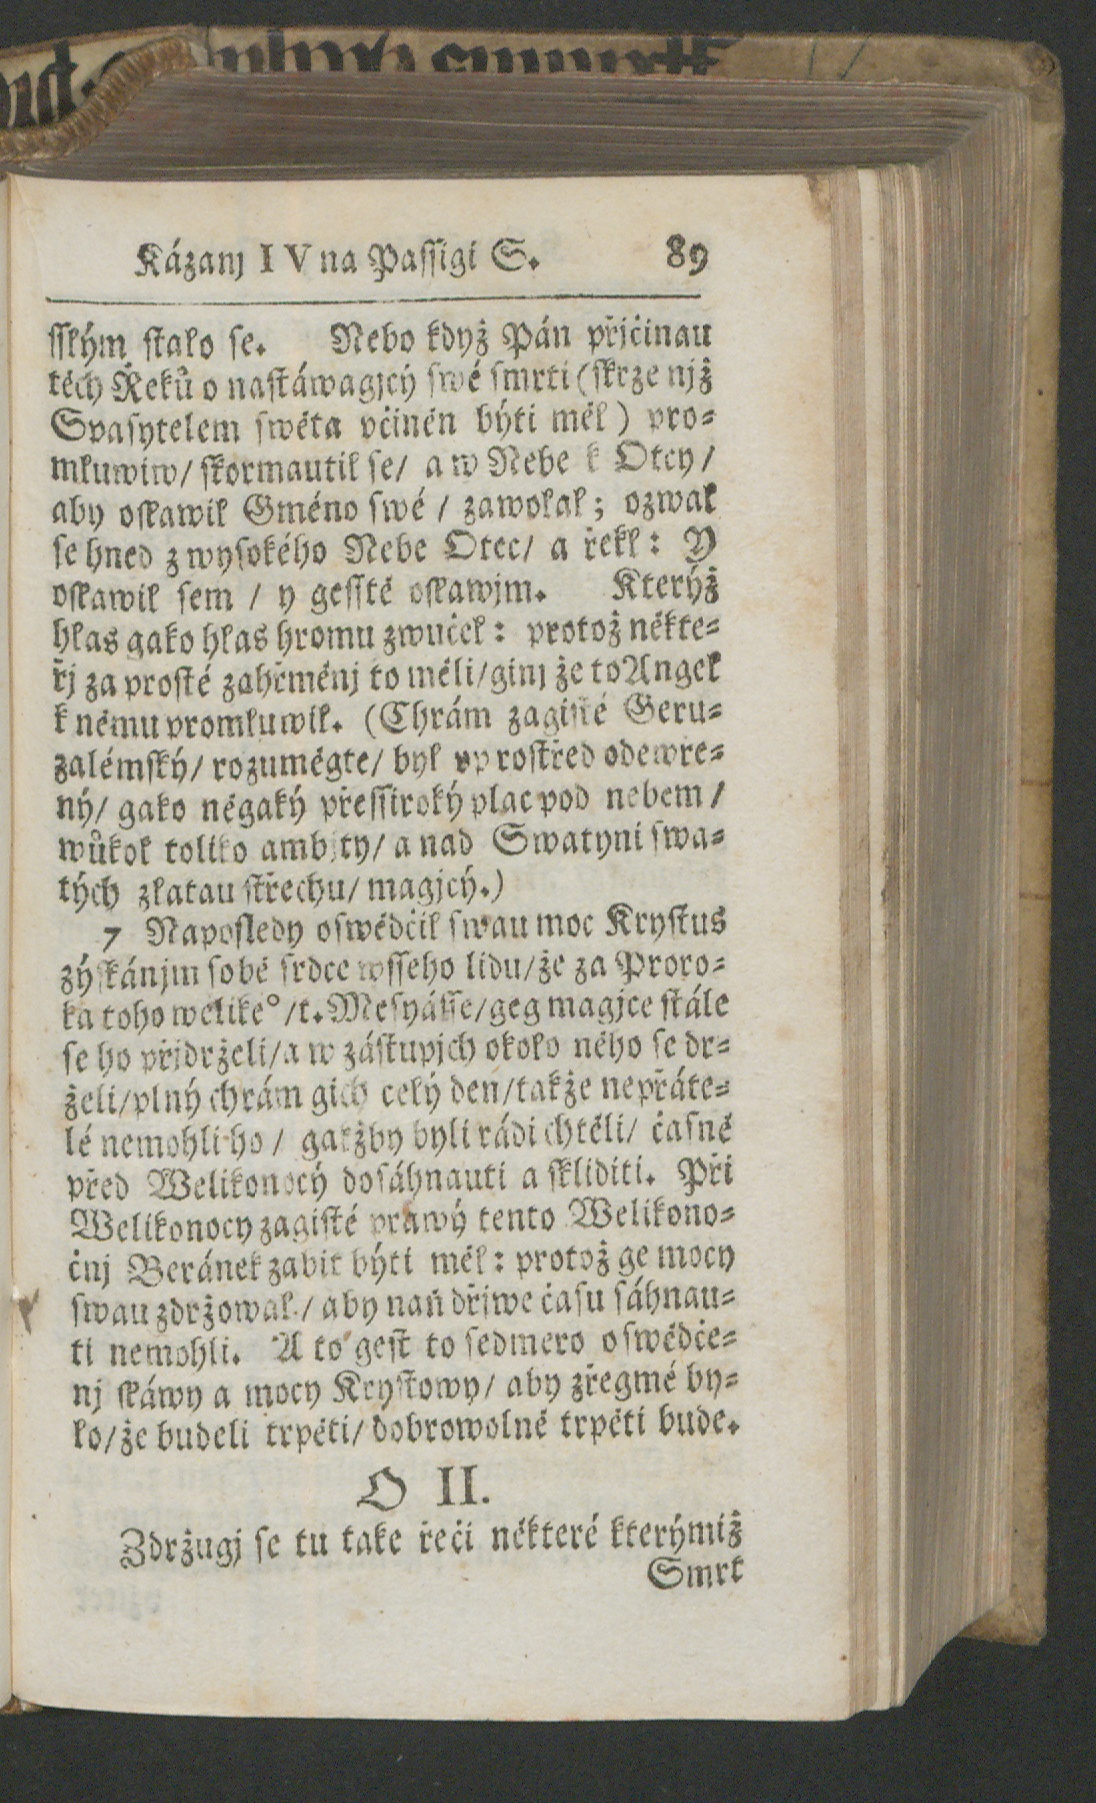 Kázanj IV na Passigi S. 89
sským stalo se. Nebo když Pán přjčinau
těch Řeků o nastáwagjcý swé smrti (skrze njž
Spasytelem swěta včiněn býti měl) pro-
mluwiw/ skormautil se/ a w Nebe k Otcy/
aby oslawil Gméno swé/ zawolal; ozwal
se hned z wysokého Nebe Otec/ a řekl: Y
oslawil sem/ y gesstě oslawjm. Kterýž
hlas gako hlas hromu zwučel: protož někte-
řj za prosté zahřměnj to měli/ ginj že to Angel
k němu promluwil. (Chrám zagisté Geru-
zalémský/ rozuměgte/ byl vprostřed odewře-
ný/ gako něgaký přessiroký plac pod nebem/
wůkol toliko ambjty/ a nad Swatyni swa-
tých zlatau střechu/ magjcý.)
7 Naposledy oswědčil swau moc Krystus
zýskánjm sobě srdce wsseho lidu/ že za Proro-
ka toho welike°/ t. Mesyásse/ geg magjce stále
se ho přjdrželi/ a w zástupjch okolo něho se dr-
želi/ plný chrám gich celý den/ takže nepřáte-
lé nemohli ho/ gakžby byli rádi chtěli/ časně
před Welikonocý dosáhnauti a skliditi. Při
Welikonocy zagisté prawý tento Welikono-
čnj Beránek zabit býti měl: protož ge mocy
swau zdržowal/ aby naň dřjwe času sáhnau-
ti nemohli. A to gest to sedmero oswědče-
nj sláwy a mocy Krystowy/ aby zřegmé by-
lo/ že budeli trpěti/ dobrowolně trpěti bude.
O II.
Zdržugj se tu take řeči některé kterýmiž
Smrt